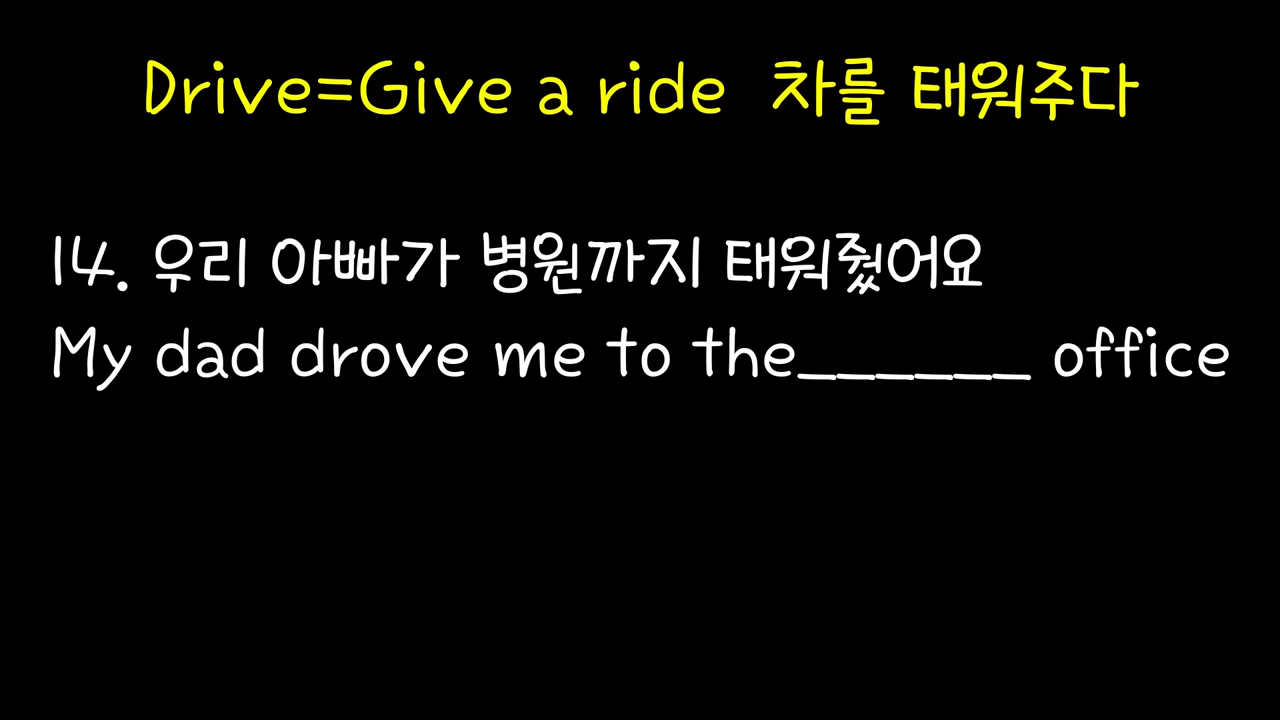 Drive=Give a ride 차를 태워주다
14. 우리 아빠가 병원까지 태워줬어요
My dad drove me to the______ office